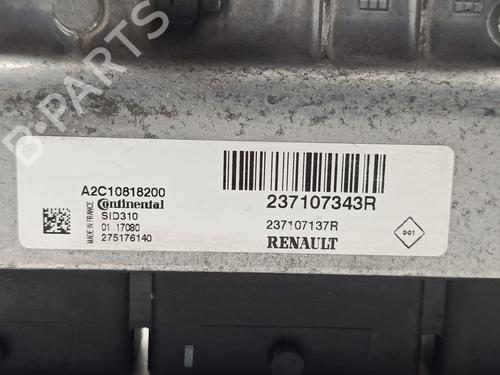 B-PARTS
A2C10818200
Continental
SID310
01 17080
275176140
MADE IN FRANCE
237107343R
237107137R
RENAULT
001